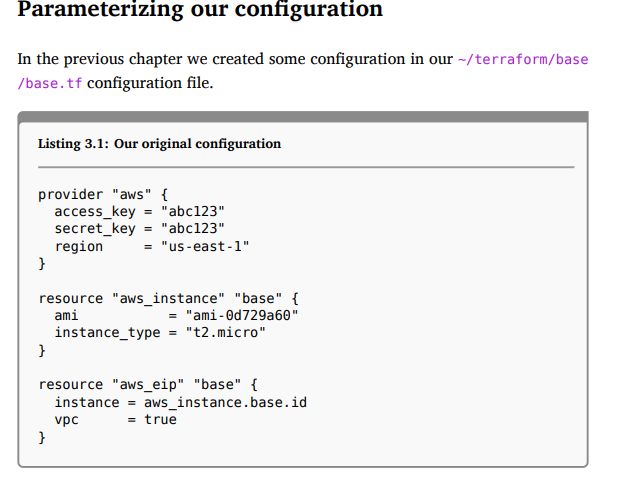 Parameterizing our configuration
In the previous chapter we created some configuration in our ~/terraform/base
/base.tf configuration file.
Listing 3.1: Our original configuration
provider "aws" {
  access_key = "abc123"
  secret_key = "abc123"
  region     = "us-east-1"
}
resource "aws_instance" "base" {
  ami           = "ami-0d729a60"
  instance_type = "t2.micro"
}
resource "aws_eip" "base" {
  instance = aws_instance.base.id
  vpc      = true
}